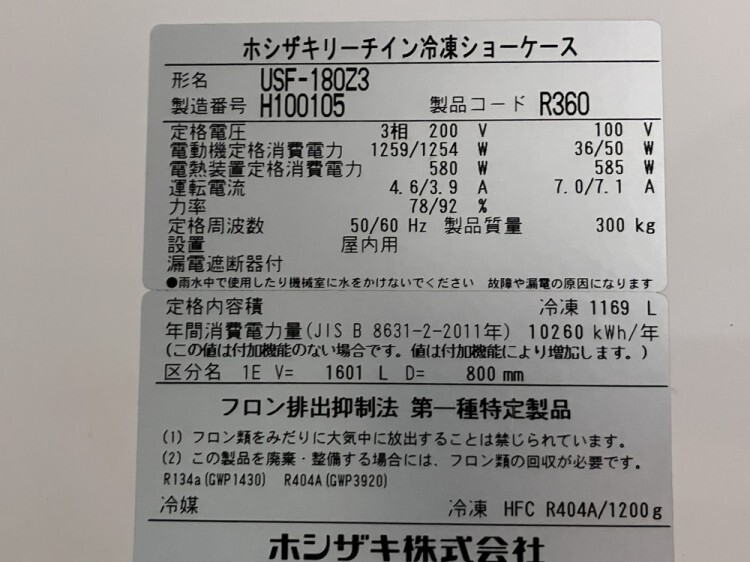 ホシザキリーチイン冷凍ショーケース
形名 USF-180Z3
製造番号 H100105 製品コード R360
定格電圧 3相 200 V 100 V
電動機定格消費電力 1259/1254 W 36/50 W
電熱装置定格消費電力 580 W 585 W
運転電流 4.6/3.9 A 7.0/7.1 A
力率 78/92 %
定格周波数 50/60 Hz 製品質量 300 kg
設置 屋内用
漏電遮断器付
●雨水中で使用したり機械室に水をかけないでください 故障や漏電の原因になります
定格内容積 冷凍 1169 L
年間消費電力量(JIS B 8631-2-2011年) 10260 kWh/年
(この値は付加機能のない場合です。値は付加機能により増加します。)
区分名 1E V= 1601 L D= 800 mm
フロン排出抑制法 第一種特定製品
(1) フロン類をみだりに大気中に放出することは禁じられています。
(2) この製品を廃棄・整備する場合には、フロン類の回収が必要です。
R134a(GWP1430) R404A(GWP3920)
冷媒 冷凍 HFC R404A/1200g
ホシザキ株式会社